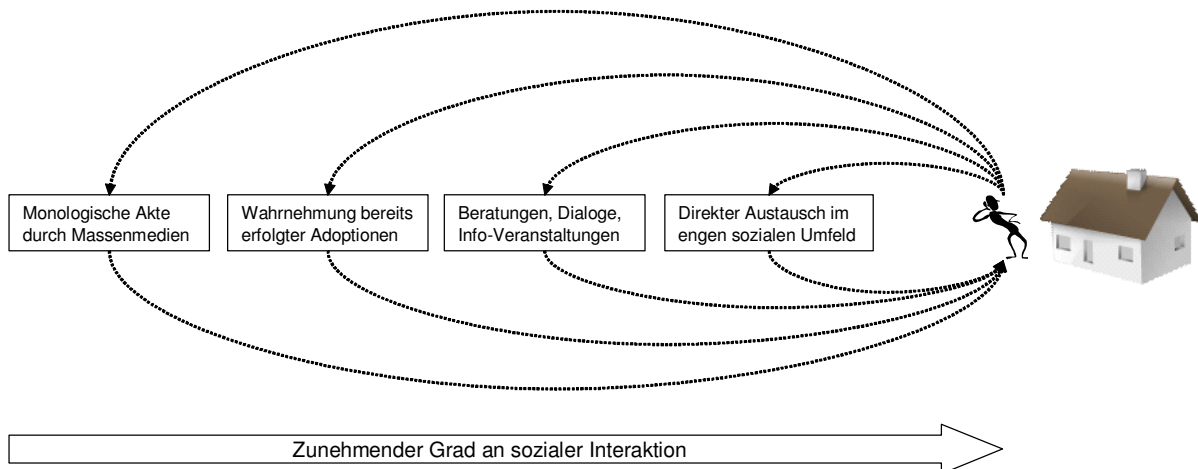 Monologische Akte
durch Massenmedien
Wahrnehmung bereits
erfolgter Adoptionen
Beratungen, Dialoge,
Info-Veranstaltungen
Direkter Austausch im
engen sozialen Umfeld
Zunehmender Grad an sozialer Interaktion